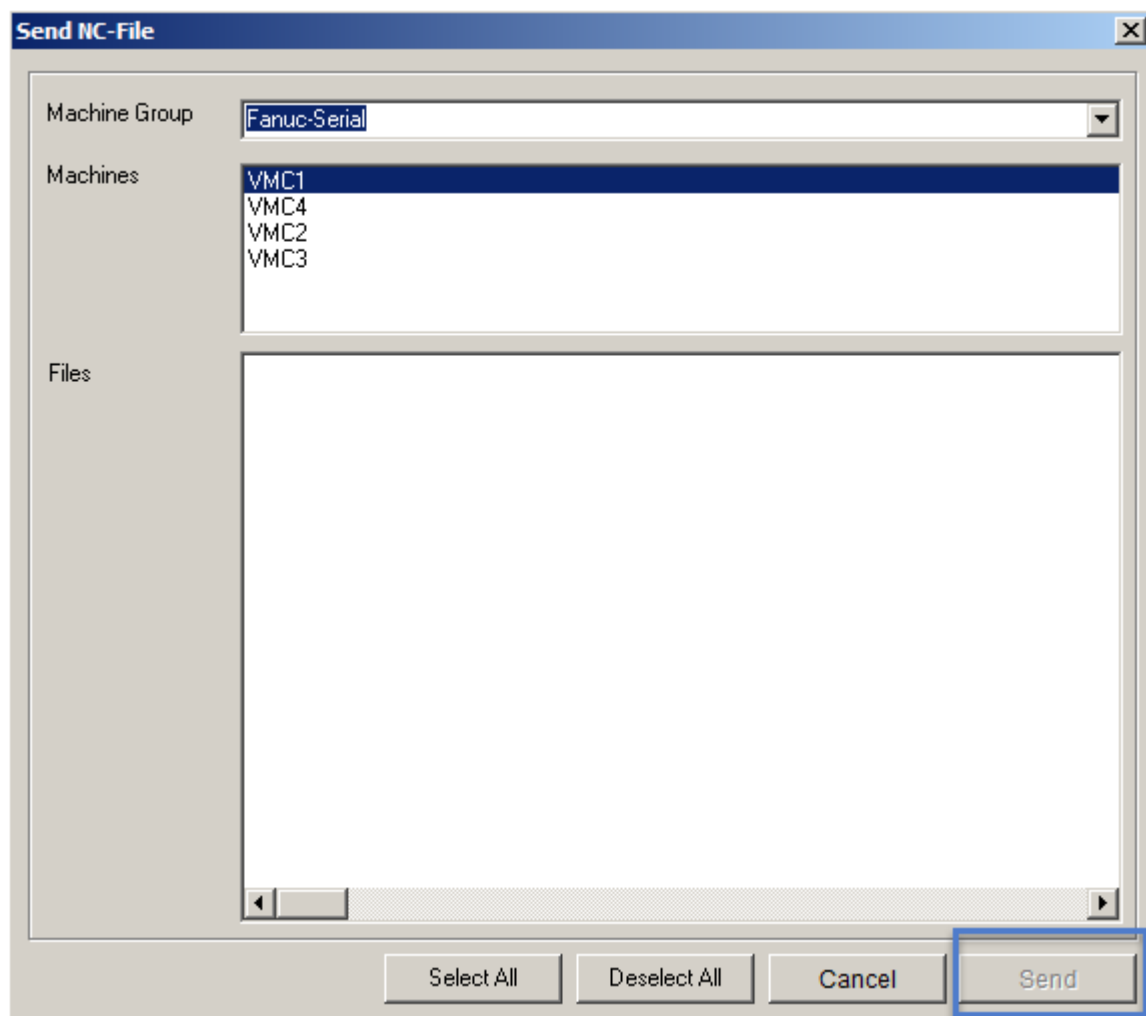 Send NC-File
Machine Group
Fanuc-Serial
Machines
VMC1
VMC4
VMC2
VMC3
Files
Select All
Deselect All
Cancel
Send